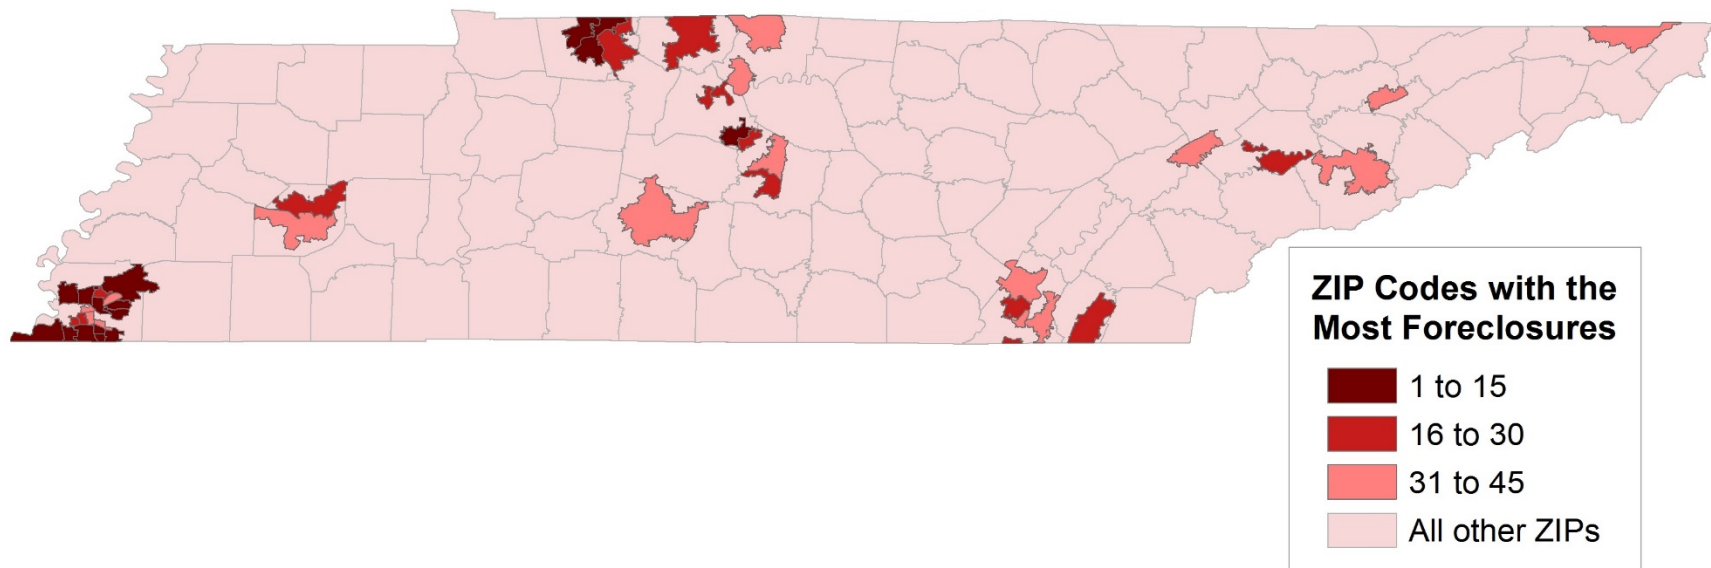 ZIP Codes with the
Most Foreclosures
1 to 15
16 to 30
31 to 45
All other ZIPs